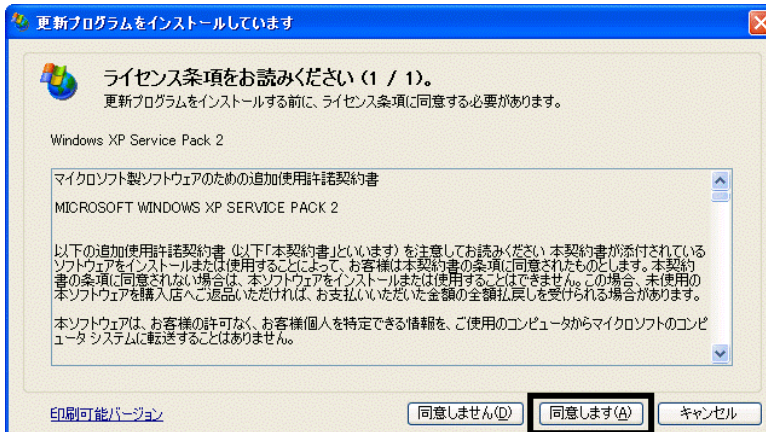 更新プログラムをインストールしています
ライセンス条項をお読みください (1 / 1)。
更新プログラムをインストールする前に、ライセンス条項に同意する必要があります。
Windows XP Service Pack 2
マイクロソフト製ソフトウェアのための追加使用許諾契約書
MICROSOFT WINDOWS XP SERVICE PACK 2
以下の追加使用許諾契約書 (以下「本契約書」といいます) を注意してお読みください 本契約書が添付されている
ソフトウェアをインストールまたは使用することによって、お客様は本契約書の条項に同意されたものとします。本契約
書の条項に同意されない場合は、本ソフトウェアをインストールまたは使用することはできません。この場合、未使用の
本ソフトウェアを購入店へご返品いただければ、お支払いいただいた金額の全額払戻しを受けられる場合があります。
本ソフトウェアは、お客様の許可なく、お客様個人を特定できる情報を、ご使用のコンピュータからマイクロソフトのコンピ
ュータ システムに転送することはありません。
印刷可能バージョン
同意しません(D)
同意します(A)
キャンセル